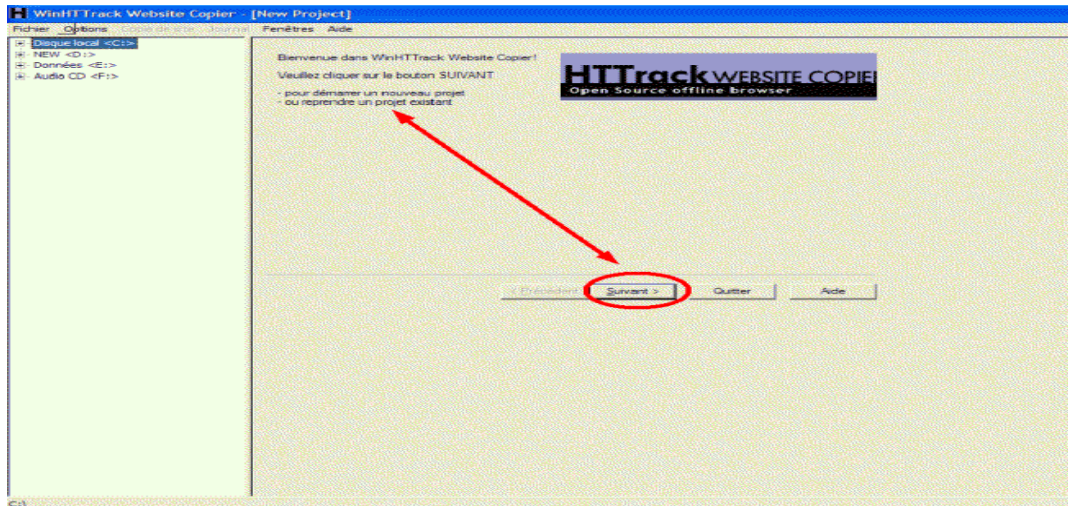 WinHTTrack Website Copier - [New Project]
Fichier Options Copie de site Journal Fenêtres Aide
Disque local <C:>
NEW <D:>
Données <E:>
Audio CD <F:>
Bienvenue dans WinHTTrack Website Copier!
Veuillez cliquer sur le bouton SUIVANT
- pour démarrer un nouveau projet
- ou reprendre un projet existant
HTTrack WEBSITE COPIE
Open Source offline browser
< Précédent Suivant > Quitter Aide
C:\